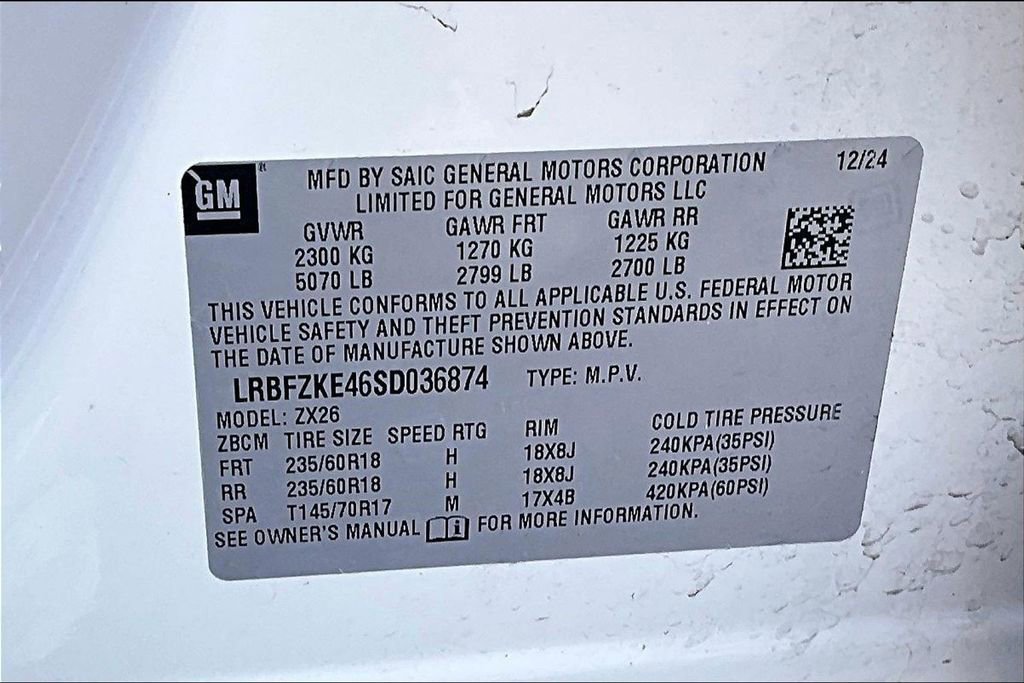 GM
MFD BY SAIC GENERAL MOTORS CORPORATION 12/24
LIMITED FOR GENERAL MOTORS LLC
GVWR GAWR FRT GAWR RR
2300 KG 1270 KG 1225 KG
5070 LB 2799 LB 2700 LB
THIS VEHICLE CONFORMS TO ALL APPLICABLE U.S. FEDERAL MOTOR
VEHICLE SAFETY AND THEFT PREVENTION STANDARDS IN EFFECT ON
THE DATE OF MANUFACTURE SHOWN ABOVE.
LRBFZKE46SD036874 TYPE: M.P.V.
MODEL: ZX26
ZBCM TIRE SIZE SPEED RTG RIM COLD TIRE PRESSURE
FRT 235/60R18 H 18X8J 240KPA(35PSI)
RR 235/60R18 H 18X8J 240KPA(35PSI)
SPA T145/70R17 M 17X4B 420KPA(60PSI)
SEE OWNER'S MANUAL i FOR MORE INFORMATION.